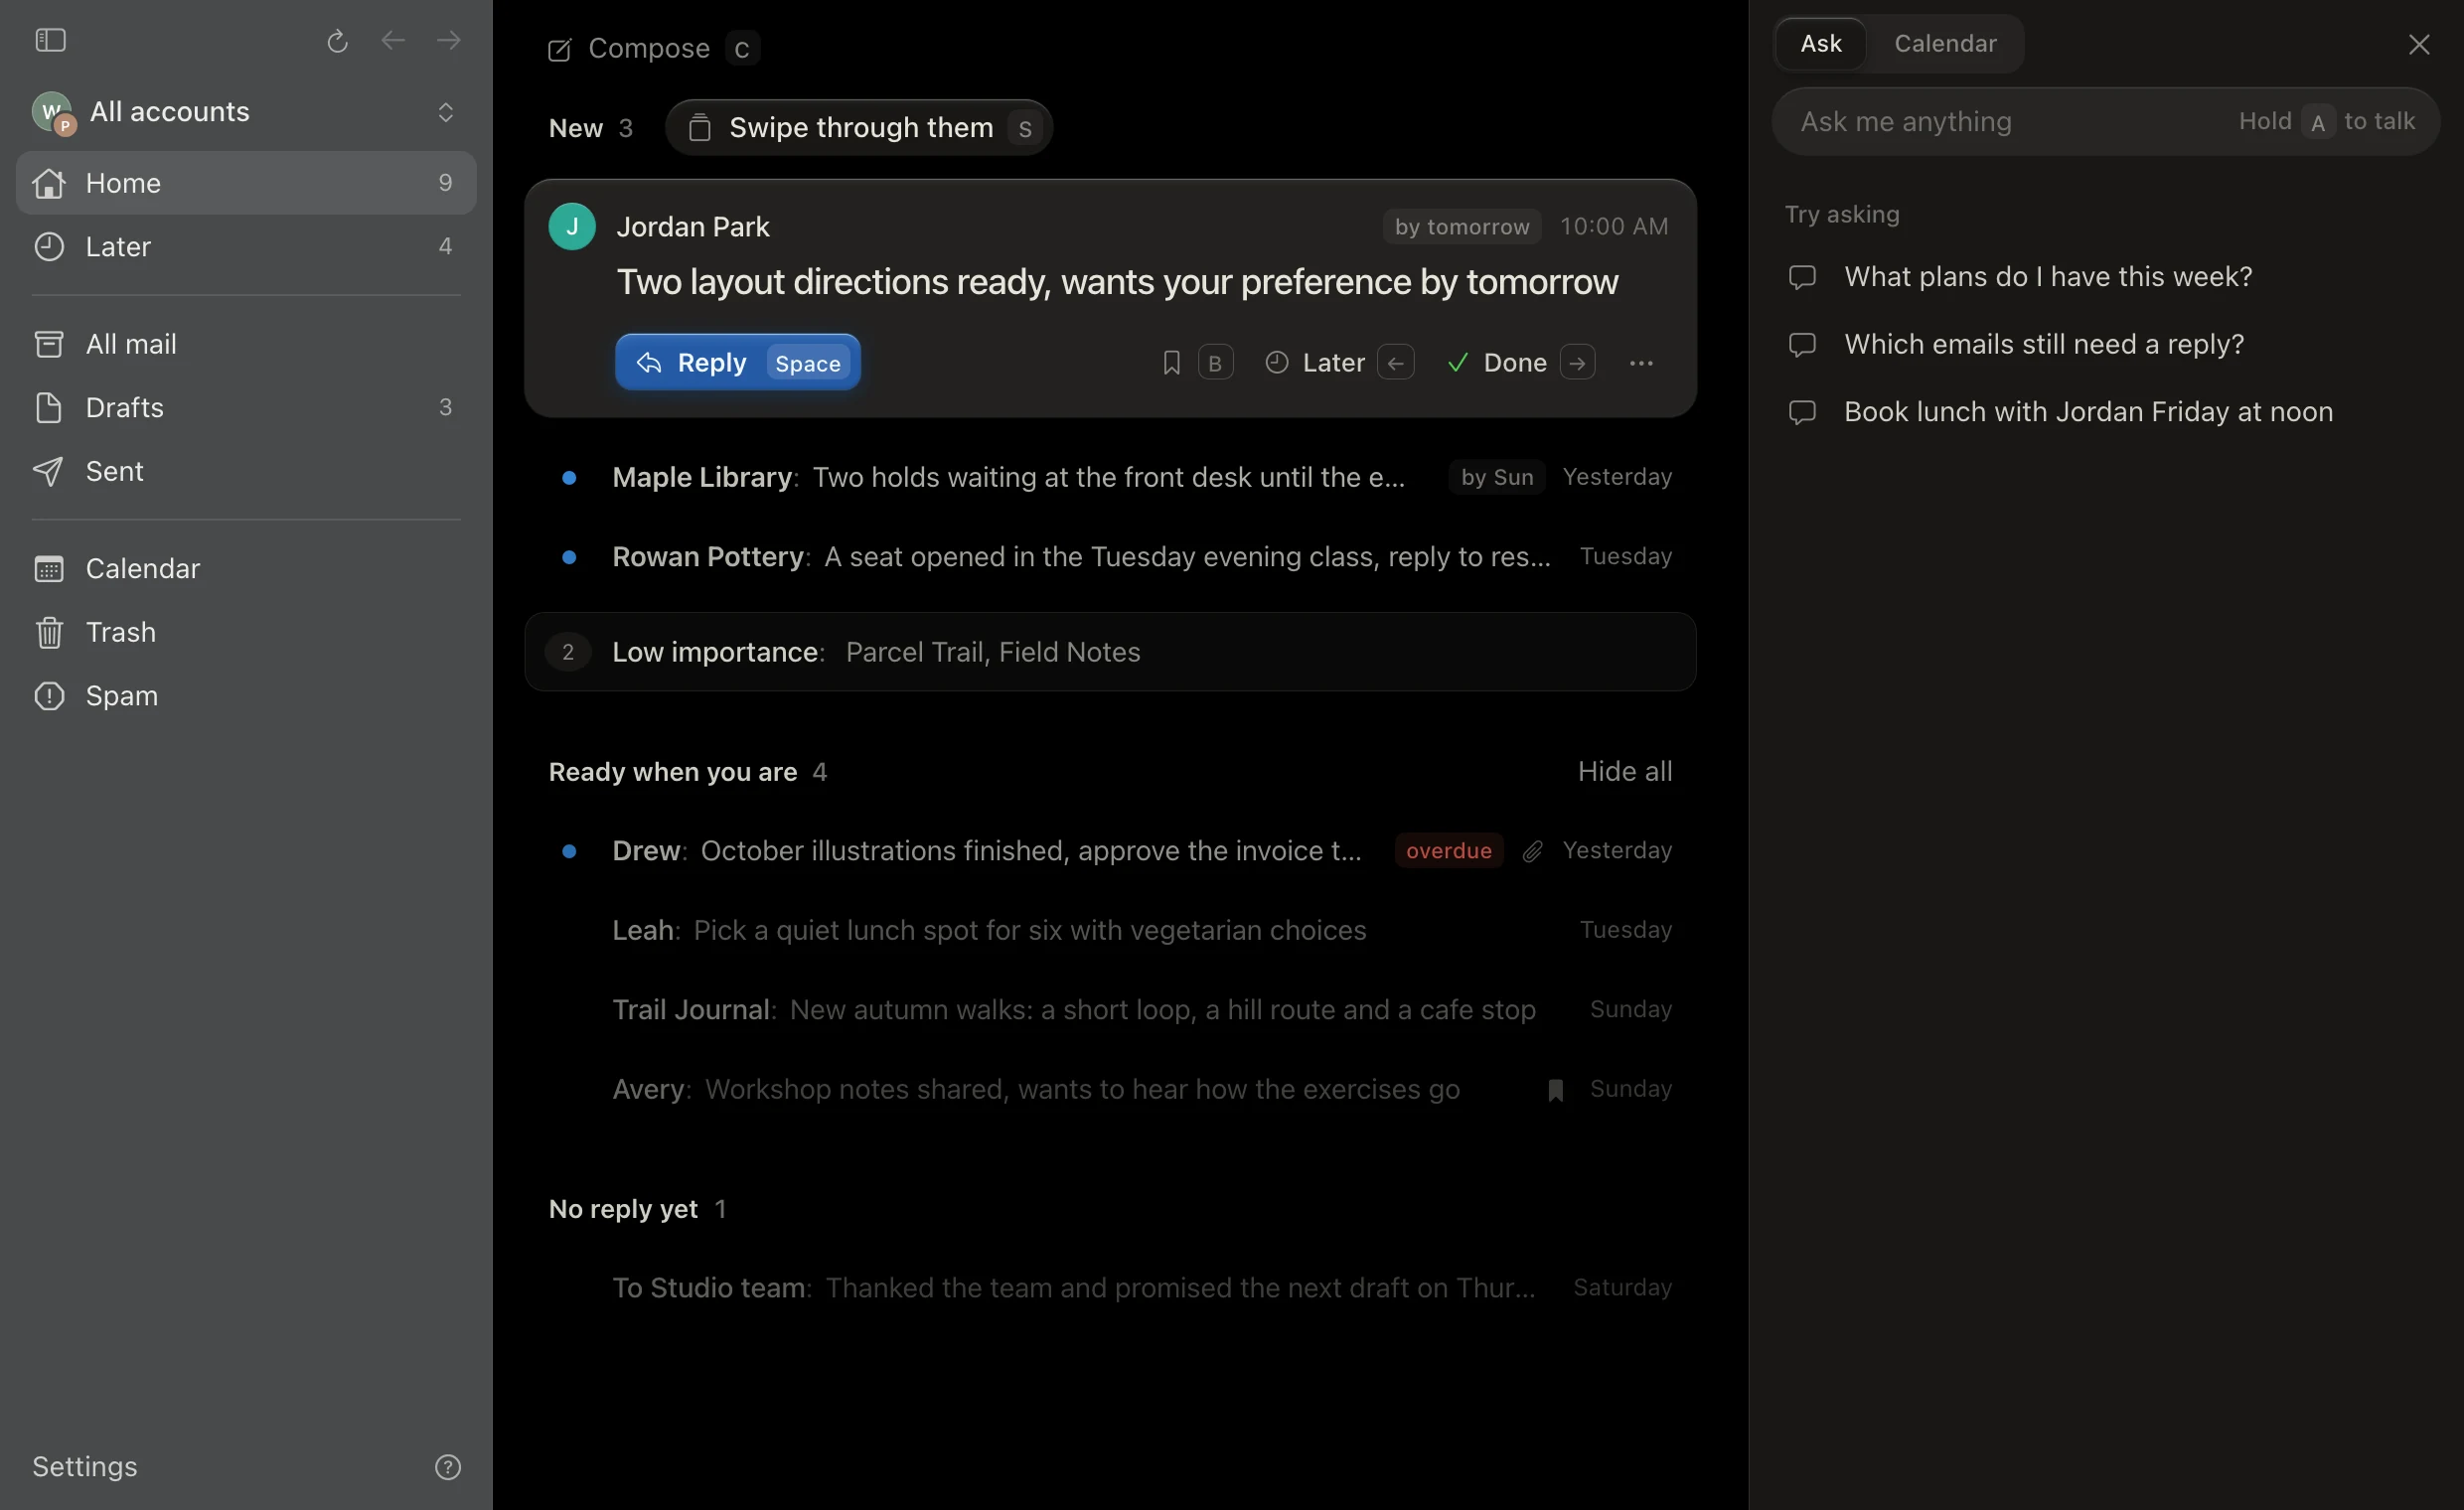 W
P
All accounts
Home 9
Later 4
All mail
Drafts 3
Sent
Calendar
Trash
Spam
Settings
?
Compose C
New 3 Swipe through them S
J Jordan Park by tomorrow 10:00 AM
Two layout directions ready, wants your preference by tomorrow
Reply Space B Later ← Done → ...
Maple Library: Two holds waiting at the front desk until the e... by Sun Yesterday
Rowan Pottery: A seat opened in the Tuesday evening class, reply to res... Tuesday
2 Low importance: Parcel Trail, Field Notes
Ready when you are 4 Hide all
Drew: October illustrations finished, approve the invoice t... overdue Yesterday
Leah: Pick a quiet lunch spot for six with vegetarian choices Tuesday
Trail Journal: New autumn walks: a short loop, a hill route and a cafe stop Sunday
Avery: Workshop notes shared, wants to hear how the exercises go Sunday
No reply yet 1
To Studio team: Thanked the team and promised the next draft on Thur... Saturday
Ask Calendar
Ask me anything Hold A to talk
Try asking
What plans do I have this week?
Which emails still need a reply?
Book lunch with Jordan Friday at noon